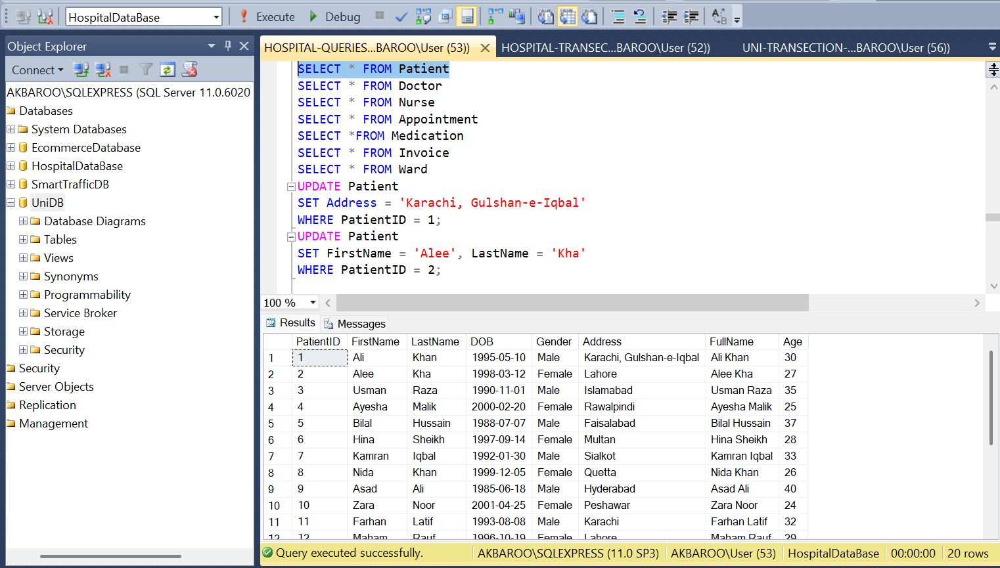 HospitalDataBase Execute Debug
Object Explorer
Connect
AKBAROO\SQLEXPRESS (SQL Server 11.0.6020
Databases
System Databases
EcommerceDatabase
HospitalDataBase
SmartTrafficDB
UniDB
Database Diagrams
Tables
Views
Synonyms
Programmability
Service Broker
Storage
Security
Security
Server Objects
Replication
Management
HOSPITAL-QUERIES...BAROO\User (53)) HOSPITAL-TRANSEC...BAROO\User (52)) UNI-TRANSECTION-...BAROO\User (56))
SELECT * FROM Patient
SELECT * FROM Doctor
SELECT * FROM Nurse
SELECT * FROM Appointment
SELECT *FROM Medication
SELECT * FROM Invoice
SELECT * FROM Ward
UPDATE Patient
SET Address = 'Karachi, Gulshan-e-Iqbal'
WHERE PatientID = 1;
UPDATE Patient
SET FirstName = 'Alee', LastName = 'Kha'
WHERE PatientID = 2;
100 %
Results Messages
PatientID FirstName LastName DOB Gender Address FullName Age
1 1 Ali Khan 1995-05-10 Male Karachi, Gulshan-e-Iqbal Ali Khan 30
2 2 Alee Kha 1998-03-12 Female Lahore Alee Kha 27
3 3 Usman Raza 1990-11-01 Male Islamabad Usman Raza 35
4 4 Ayesha Malik 2000-02-20 Female Rawalpindi Ayesha Malik 25
5 5 Bilal Hussain 1988-07-07 Male Faisalabad Bilal Hussain 37
6 6 Hina Sheikh 1997-09-14 Female Multan Hina Sheikh 28
7 7 Kamran Iqbal 1992-01-30 Male Sialkot Kamran Iqbal 33
8 8 Nida Khan 1999-12-05 Female Quetta Nida Khan 26
9 9 Asad Ali 1985-06-18 Male Hyderabad Asad Ali 40
10 10 Zara Noor 2001-04-25 Female Peshawar Zara Noor 24
11 11 Farhan Latif 1993-08-08 Male Karachi Farhan Latif 32
12 12 Maham Rauf 1996-10-19 Female Lahore Maham Rauf 29
Query executed successfully. AKBAROO\SQLEXPRESS (11.0 SP3) AKBAROO\User (53) HospitalDataBase 00:00:00 20 rows